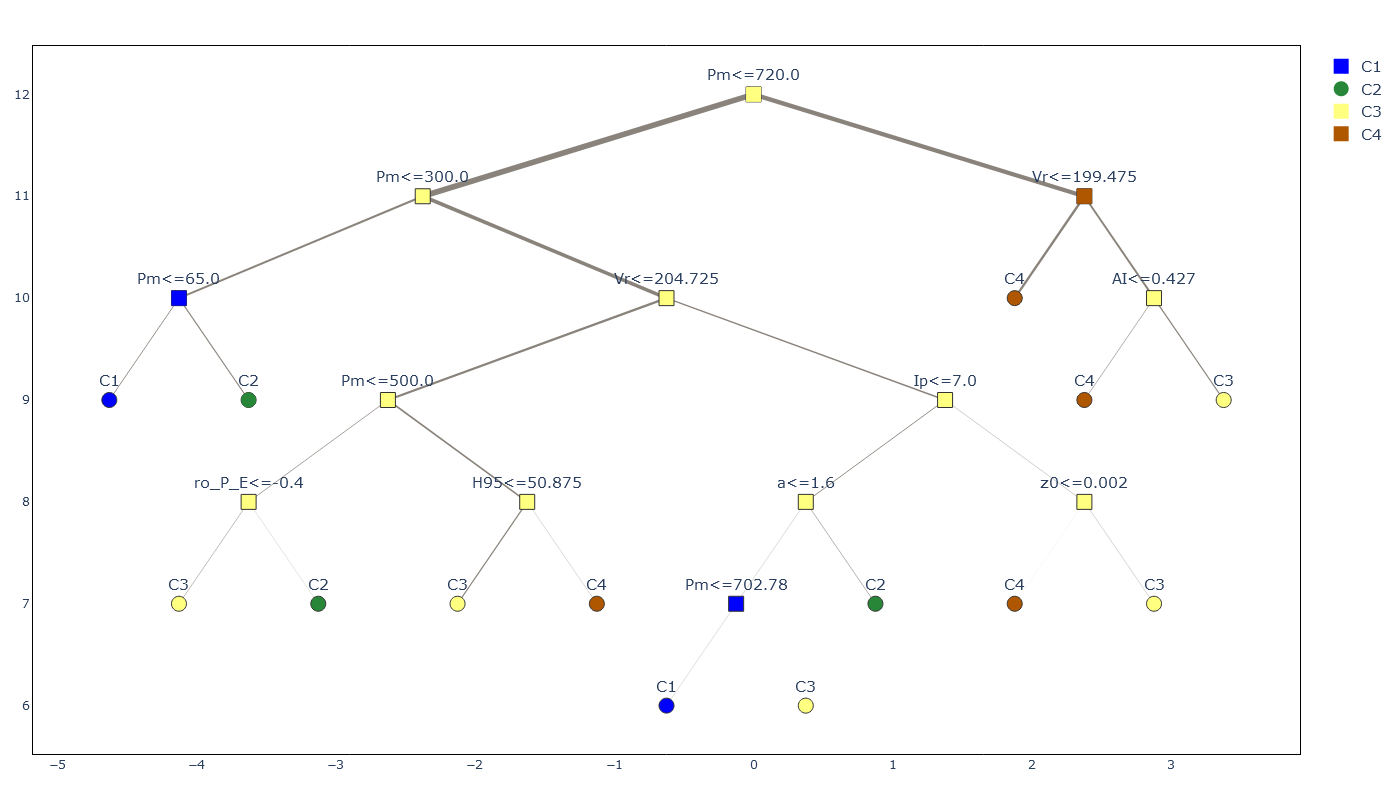 Pm<=720.0
C1
C2
C3
C4
12
Pm<=300.0
Vr<=199.475
11
Pm<=65.0
Vr<=204.725
C4
AI<=0.427
10
C1
C2
Pm<=500.0
Ip<=7.0
C4
C3
9
ro_P_E<=-0.4
H95<=50.875
a<=1.6
z0<=0.002
8
C3
C2
C3
C4
Pm<=702.78
C2
C4
C3
7
C1
C3
6
−5
−4
−3
−2
−1
0
1
2
3